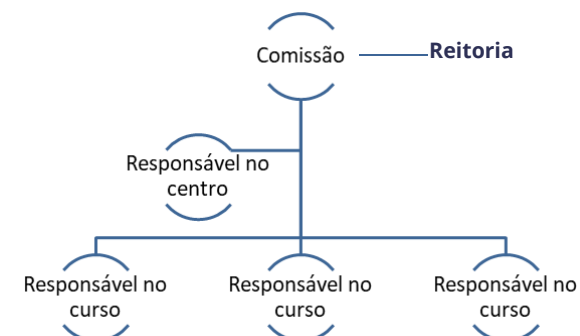 Comissão
Reitoria
Responsável no
centro
Responsável no
curso
Responsável no
curso
Responsável no
curso